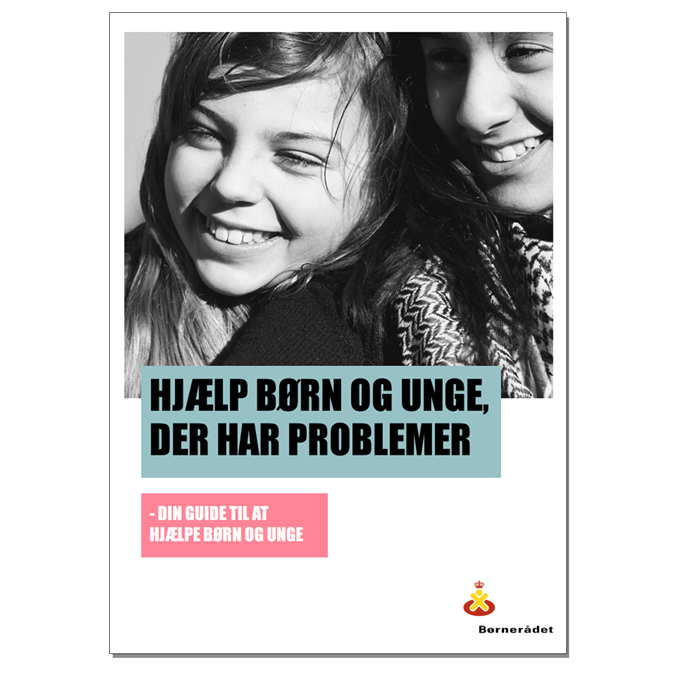 HJÆLP BØRN OG UNGE,
DER HAR PROBLEMER
- DIN GUIDE TIL AT
HJÆLPE BØRN OG UNGE
Børnerådet